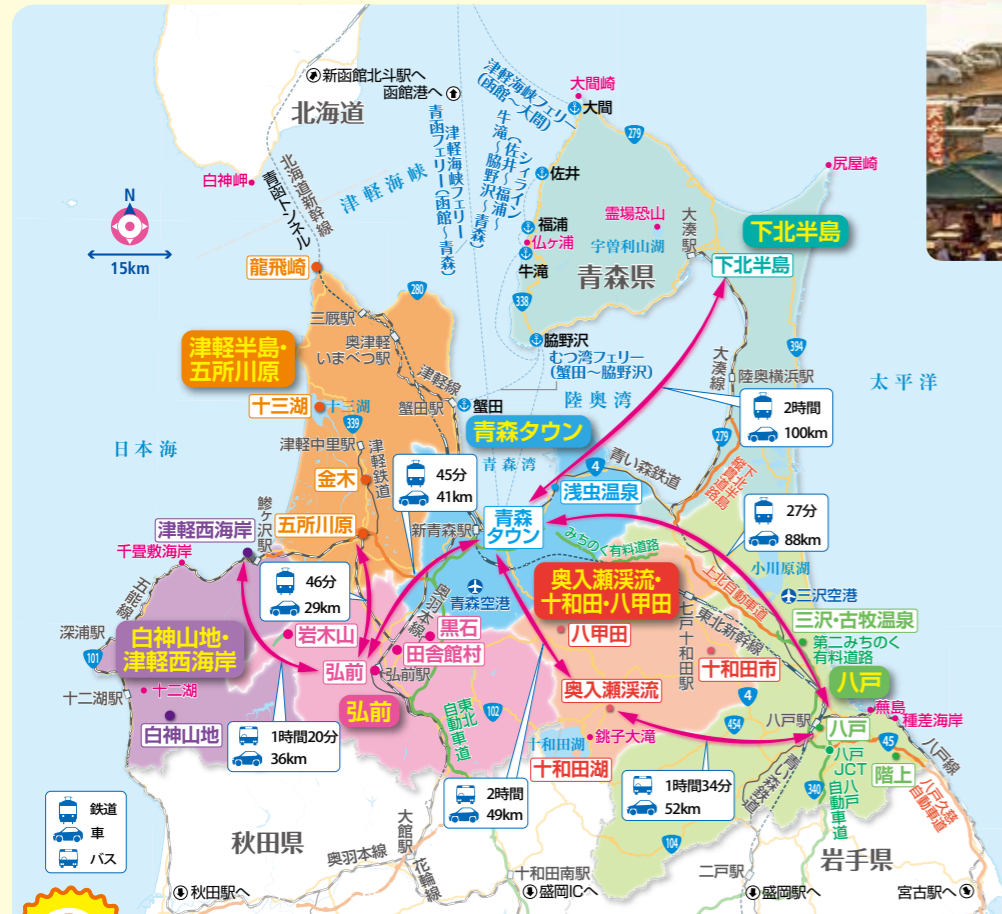 新函館北斗駅へ
函館港へ
北海道
北海道新幹線
青函トンネル
白神岬
津軽海峡
津軽海峡フェリー
(函館~大間)
シィライン
(佐井~福浦~
牛滝~脇野沢~青森)
津軽海峡フェリー
青函フェリー(函館~青森)
N
15km
大間崎
大間
279
尻屋崎
佐井
福浦
仏ヶ浦
牛滝
霊場恐山
宇曽利山湖
大湊駅
下北半島
下北半島
青森県
338
脇野沢
むつ湾フェリー
(蟹田~脇野沢)
394
大湊線
陸奥横浜駅
太平洋
龍飛崎
280
三厩駅
奥津軽
いまべつ駅
津軽半島・
五所川原
津軽線
蟹田駅
蟹田
陸奥湾
十三湖
十三湖
339
津軽中里駅
津軽鉄道
日本海
金木
青森タウン
青森湾
2時間
100km
279
45分
41km
4
青い森鉄道
下北半島
縦貫道路
浅虫温泉
五所川原
新青森駅
青森
タウン
27分
88km
鰺ヶ沢駅
津軽西海岸
千畳敷海岸
みちのく有料道路
小川原湖
上北自動車道
五能線
46分
29km
青森空港
奥入瀬渓流・
十和田・八甲田
三沢空港
三沢・古牧温泉
奥羽本線
七戸十和田駅
東北新幹線
第二みちのく
有料道路
深浦駅
白神山地・
津軽西海岸
岩木山
黒石
田舎館村
八甲田
十和田市
101
弘前
弘前駅
弘前
奥入瀬渓流
八戸
十二湖駅
十二湖
白神山地
東北
自動車道
102
4
454
八戸駅
八戸
蕪島
種差海岸
十和田湖
銚子大滝
十和田湖
45
八戸線
1時間20分
36km
八戸
JCT
階上
八戸久慈
自動車道
2時間
49km
1時間34分
52km
青い森鉄道
340
八戸
自動車道
104
鉄道
車
バス
秋田県
大館駅
奥羽本線
花輪線
十和田南駅
二戸駅
岩手県
秋田駅へ
盛岡ICへ
盛岡駅へ
宮古駅へ